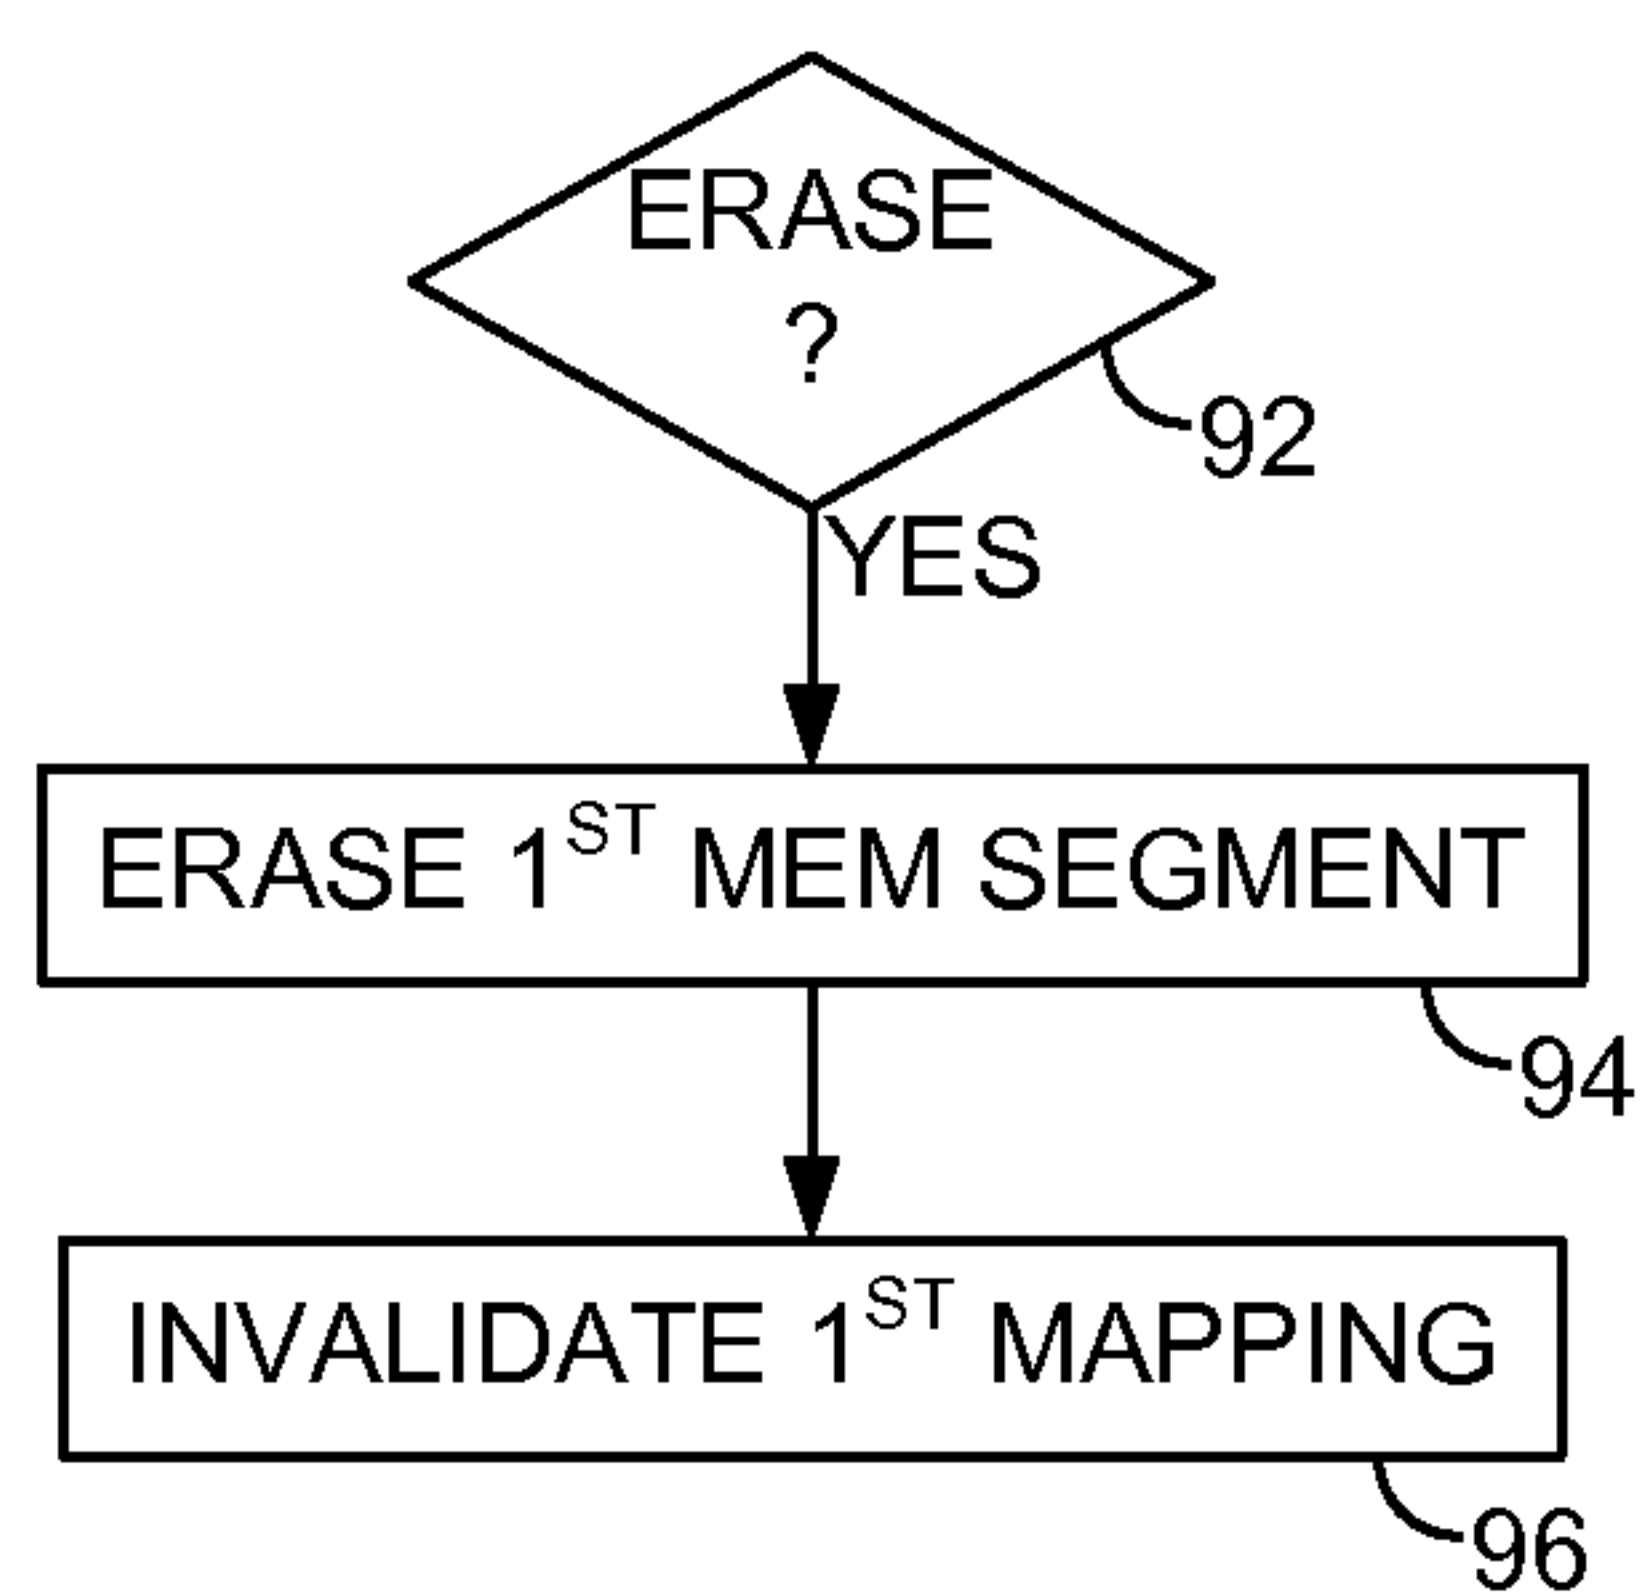 ERASE
?
92
YES
ERASE 1ST MEM SEGMENT
94
INVALIDATE 1ST MAPPING
96